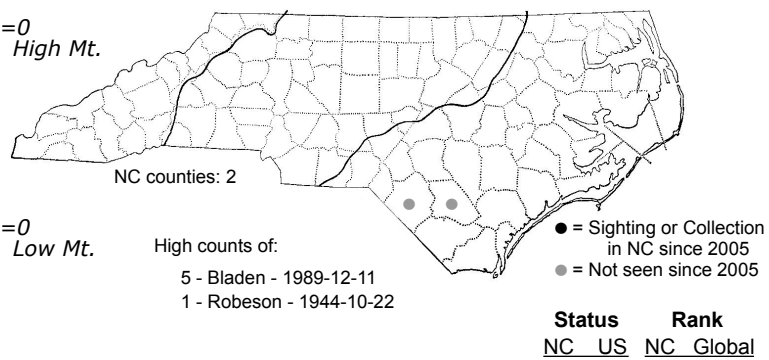 =0
High Mt.
NC counties: 2
=0
Low Mt.
High counts of:
5 - Bladen - 1989-12-11
1 - Robeson - 1944-10-22
● = Sighting or Collection
in NC since 2005
● = Not seen since 2005
Status Rank
NC US NC Global